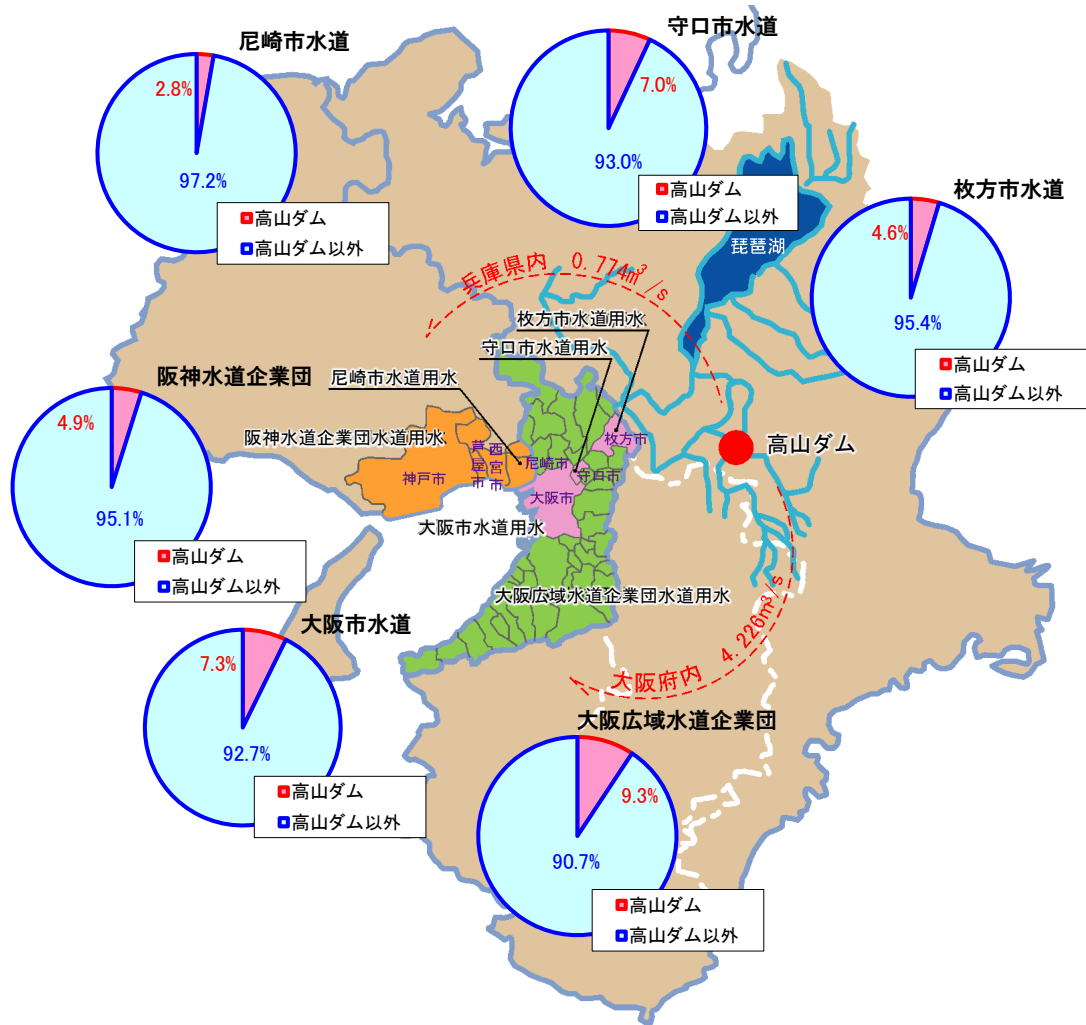 尼崎市水道
2.8%
97.2%
高山ダム
高山ダム以外
守口市水道
7.0%
93.0%
高山ダム
高山ダム以外
枚方市水道
4.6%
95.4%
高山ダム
高山ダム以外
琵琶湖
兵庫県内 0.774m³/s
枚方市水道用水
守口市水道用水
尼崎市水道用水
阪神水道企業団
4.9%
95.1%
高山ダム
高山ダム以外
阪神水道企業団水道用水
神戸市
芦屋市
西宮市
尼崎市
枚方市
守口市
大阪市
高山ダム
大阪市水道用水
大阪広域水道企業団水道用水
大阪府内 4.226m³/s
大阪市水道
7.3%
92.7%
高山ダム
高山ダム以外
大阪広域水道企業団
9.3%
90.7%
高山ダム
高山ダム以外